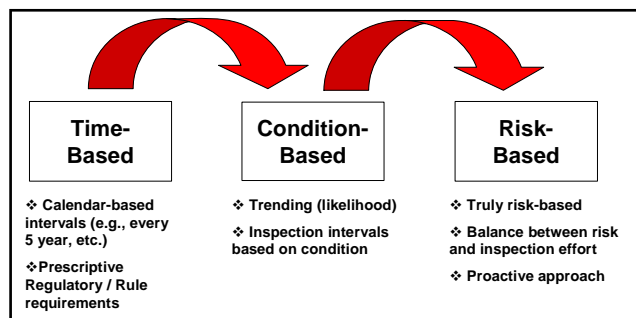 Time-
Based
❖ Calendar-based
intervals (e.g., every
5 year, etc.)
❖Prescriptive
Regulatory / Rule
requirements
Condition-
Based
❖ Trending (likelihood)
❖ Inspection intervals
based on condition
Risk-
Based
❖ Truly risk-based
❖ Balance between risk
and inspection effort
❖ Proactive approach